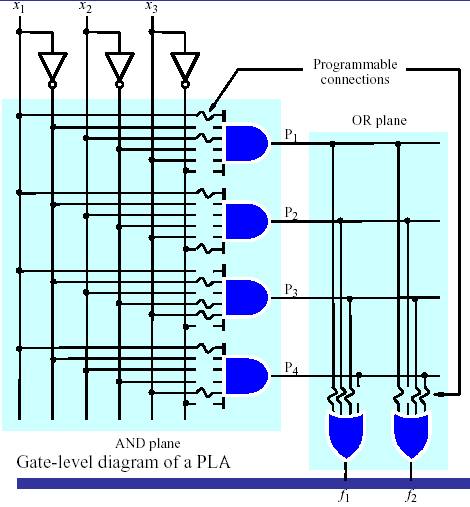 x1 x2 x3
Programmable
connections
OR plane
P1
P2
P3
P4
AND plane
Gate-level diagram of a PLA
f1 f2